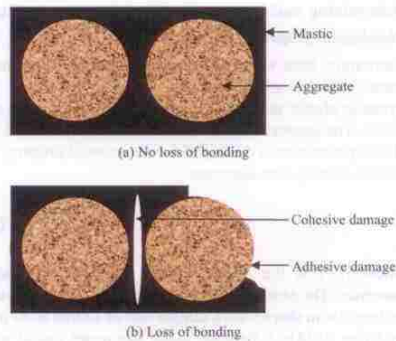 Mastic
Aggregate
(a) No loss of bonding
Cohesive damage
Adhesive damage
(b) Loss of bonding